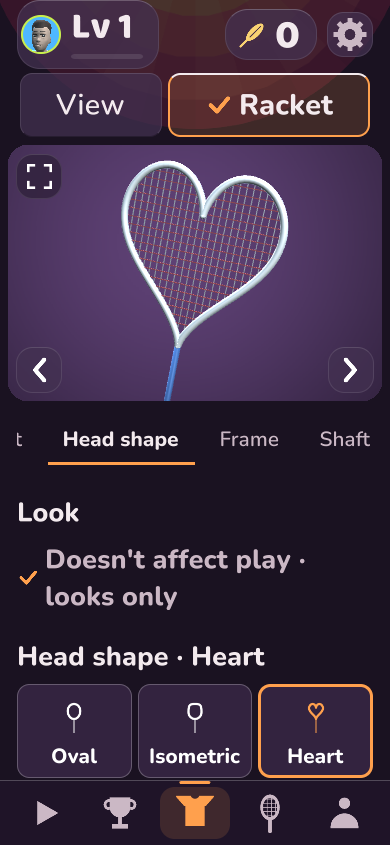 Lv 1
0
View
Racket
t
Head shape
Frame
Shaft
Look
Doesn't affect play ·
looks only
Head shape · Heart
Oval
Isometric
Heart